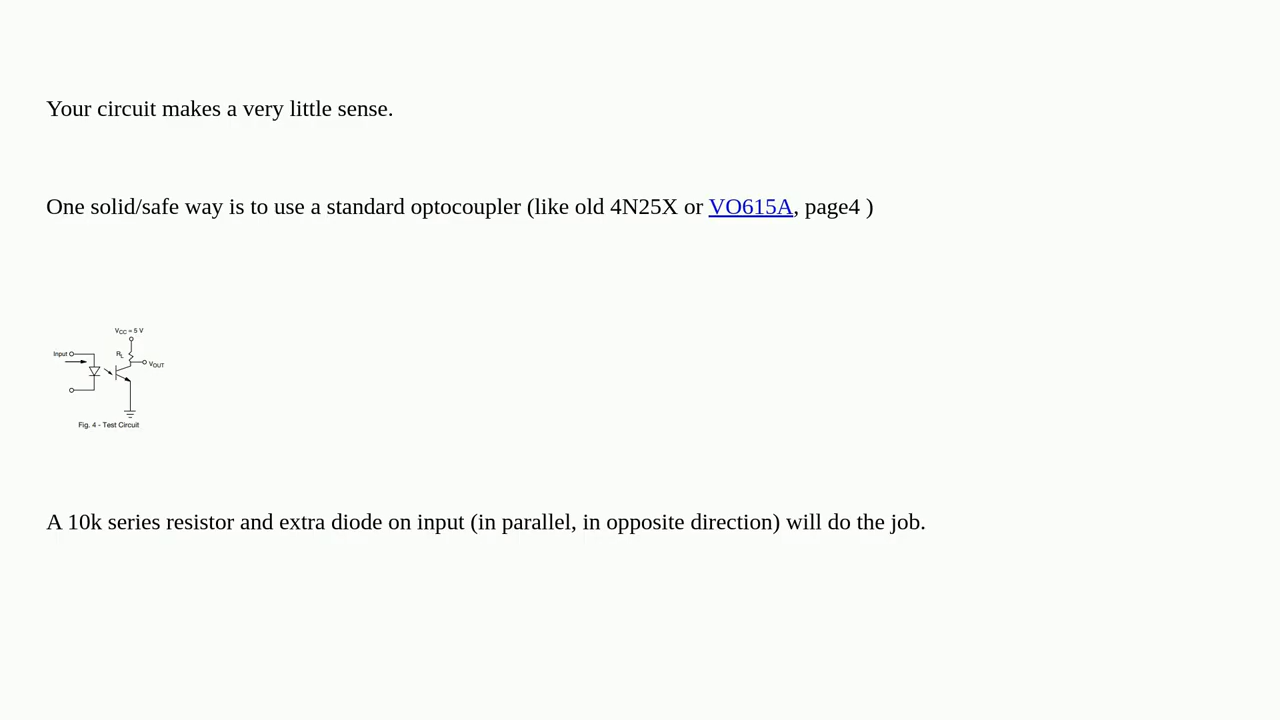 Your circuit makes a very little sense.
One solid/safe way is to use a standard optocoupler (like old 4N25X or VO615A, page4 )
VCC = 5 V
Input
RL
VOUT
Fig. 4 - Test Circuit
A 10k series resistor and extra diode on input (in parallel, in opposite direction) will do the job.